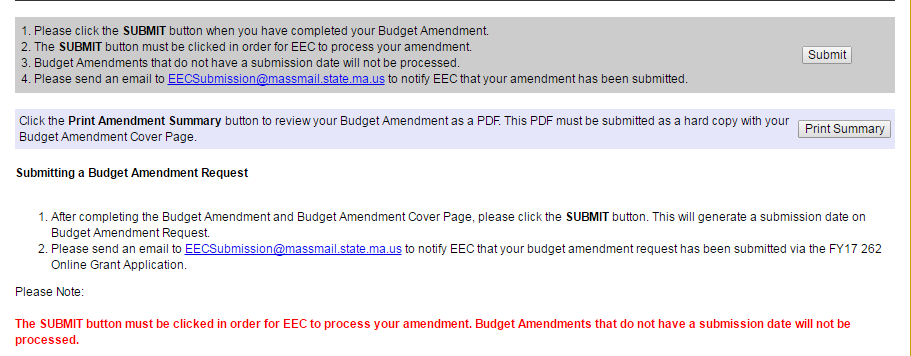 1. Please click the SUBMIT button when you have completed your Budget Amendment.
2. The SUBMIT button must be clicked in order for EEC to process your amendment.
3. Budget Amendments that do not have a submission date will not be processed.
4. Please send an email to EECSubmission@massmail.state.ma.us to notify EEC that your amendment has been submitted.
Submit
Click the Print Amendment Summary button to review your Budget Amendment as a PDF. This PDF must be submitted as a hard copy with your
Budget Amendment Cover Page.
Print Summary
Submitting a Budget Amendment Request
1. After completing the Budget Amendment and Budget Amendment Cover Page, please click the SUBMIT button. This will generate a submission date on
Budget Amendment Request.
2. Please send an email to EECSubmission@massmail.state.ma.us to notify EEC that your budget amendment request has been submitted via the FY17 262
Online Grant Application.
Please Note:
The SUBMIT button must be clicked in order for EEC to process your amendment. Budget Amendments that do not have a submission date will not be
processed.